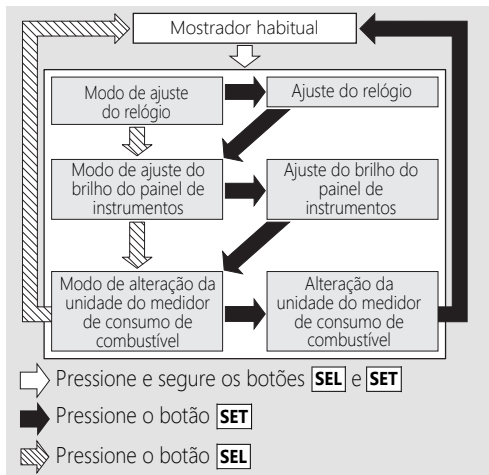 Mostrador habitual
Modo de ajuste
do relógio
Ajuste do relógio
Modo de ajuste do
brilho do painel de
instrumentos
Ajuste do brilho do
painel de
instrumentos
Modo de alteração da
unidade do medidor
de consumo de
combustível
Alteração da
unidade do medidor
de consumo de
combustível
Pressione e segure os botões SEL e SET
Pressione o botão SET
Pressione o botão SEL